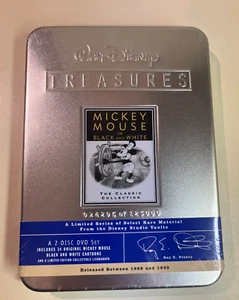 Walt Disney
TREASURES
MICKEY
MOUSE
IN
BLACK AND WHITE
THE CLASSIC
COLLECTION
A Limited Series of Select Rare Material
From the Disney Studio Vaults
A 2-DISC DVD SET
INCLUDES 34 ORIGINAL MICKEY MOUSE
BLACK AND WHITE CARTOONS
AND A LIMITED EDITION COLLECTIBLE LITHOGRAPH
Roy E. Disney
Released Between 1928 and 1935